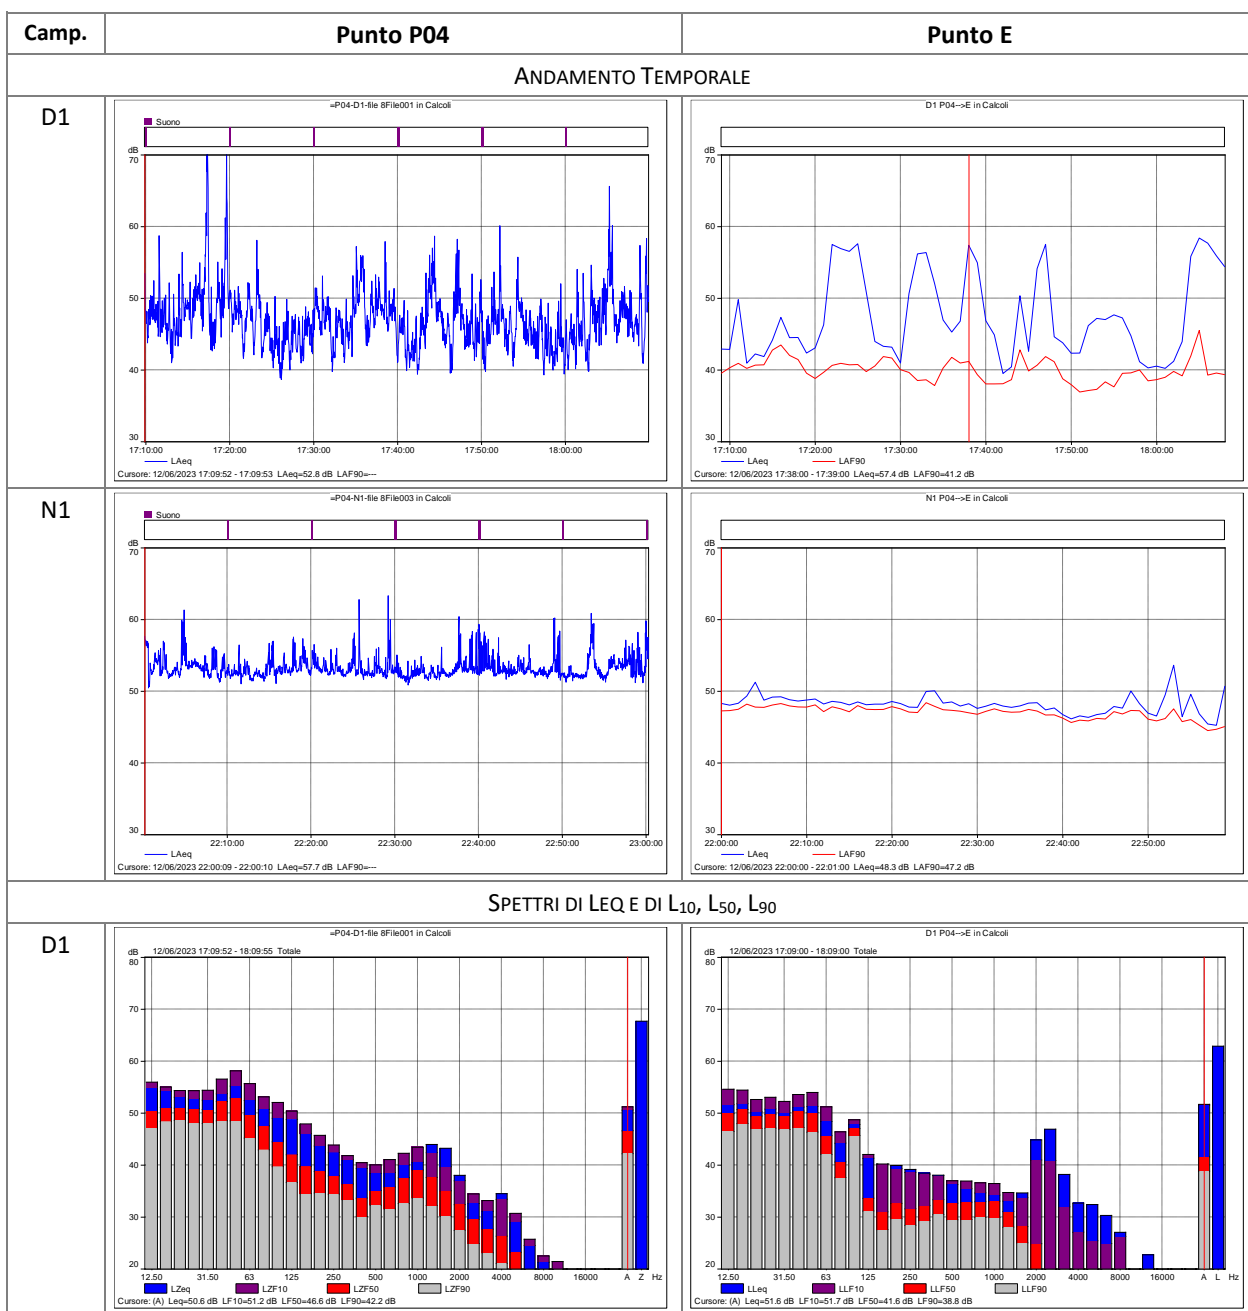 Camp. Punto P04 Punto E
ANDAMENTO TEMPORALE
D1
=P04-D1-file 8File001 in Calcoli
Suono
dB
70
60
50
40
30
17:10:00 17:20:00 17:30:00 17:40:00 17:50:00 18:00:00
LAeq
Cursore: 12/06/2023 17:09:52 - 17:09:53 LAeq=52.8 dB LAF90=---
D1 P04-->E in Calcoli
dB
70
60
50
40
30
17:10:00 17:20:00 17:30:00 17:40:00 17:50:00 18:00:00
LAeq LAF90
Cursore: 12/06/2023 17:38:00 - 17:39:00 LAeq=57.4 dB LAF90=41.2 dB
N1
=P04-N1-file 8File003 in Calcoli
Suono
dB
70
60
50
40
30
22:10:00 22:20:00 22:30:00 22:40:00 22:50:00 23:00:00
LAeq
Cursore: 12/06/2023 22:00:09 - 22:00:10 LAeq=57.7 dB LAF90=---
N1 P04-->E in Calcoli
dB
70
60
50
40
30
22:00:00 22:10:00 22:20:00 22:30:00 22:40:00 22:50:00
LAeq LAF90
Cursore: 12/06/2023 22:00:00 - 22:01:00 LAeq=48.3 dB LAF90=47.2 dB
SPETTRI DI LEQ E DI L10, L50, L90
D1
=P04-D1-file 8File001 in Calcoli
dB 12/06/2023 17:09:52 - 18:09:55 Totale
80
70
60
50
40
30
20
12.50 31.50 63 125 250 500 1000 2000 4000 8000 16000 A Z Hz
LZeq LZF10 LZF50 LZF90
Cursore: (A) Leq=50.6 dB LF10=51.2 dB LF50=46.6 dB LF90=42.2 dB
D1 P04-->E in Calcoli
dB 12/06/2023 17:09:00 - 18:09:00 Totale
80
70
60
50
40
30
20
12.50 31.50 63 125 250 500 1000 2000 4000 8000 16000 A L Hz
LLeq LLF10 LLF50 LLF90
Cursore: (A) Leq=51.6 dB LF10=51.7 dB LF50=41.6 dB LF90=38.8 dB